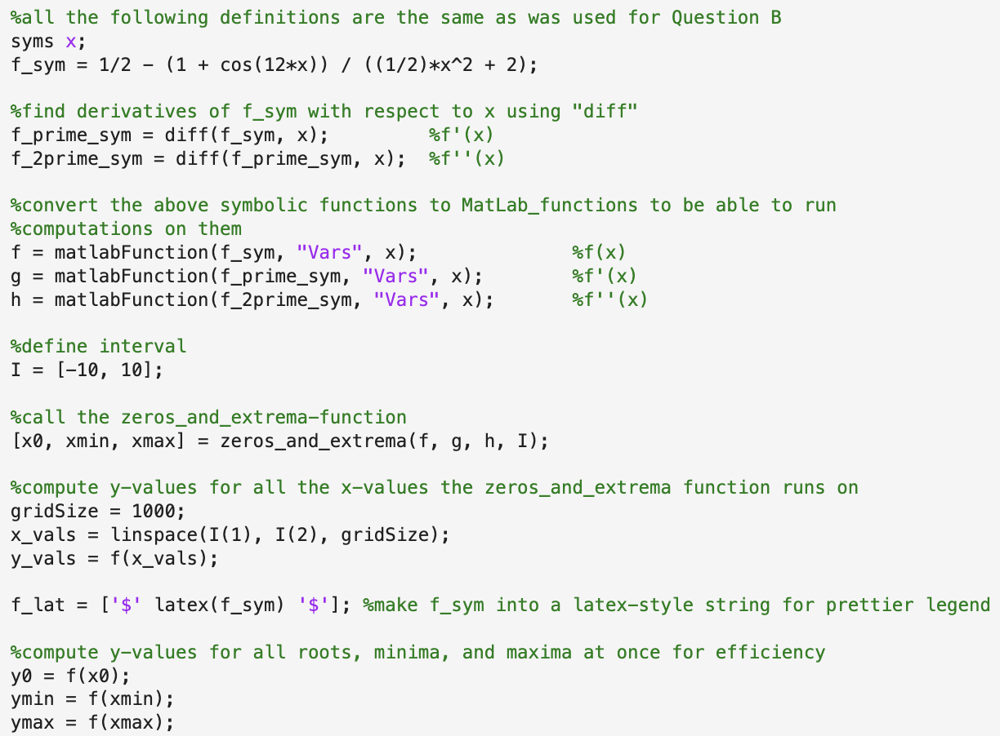 %all the following definitions are the same as was used for Question B
syms x;
f_sym = 1/2 - (1 + cos(12*x)) / ((1/2)*x^2 + 2);

%find derivatives of f_sym with respect to x using "diff"
f_prime_sym = diff(f_sym, x);         %f'(x)
f_2prime_sym = diff(f_prime_sym, x);  %f''(x)

%convert the above symbolic functions to MatLab_functions to be able to run
%computations on them
f = matlabFunction(f_sym, "Vars", x);              %f(x)
g = matlabFunction(f_prime_sym, "Vars", x);        %f'(x)
h = matlabFunction(f_2prime_sym, "Vars", x);       %f''(x)

%define interval
I = [-10, 10];

%call the zeros_and_extrema-function
[x0, xmin, xmax] = zeros_and_extrema(f, g, h, I);

%compute y-values for all the x-values the zeros_and_extrema function runs on
gridSize = 1000;
x_vals = linspace(I(1), I(2), gridSize);
y_vals = f(x_vals);

f_lat = ['$' latex(f_sym) '$']; %make f_sym into a latex-style string for prettier legend

%compute y-values for all roots, minima, and maxima at once for efficiency
y0 = f(x0);
ymin = f(xmin);
ymax = f(xmax);